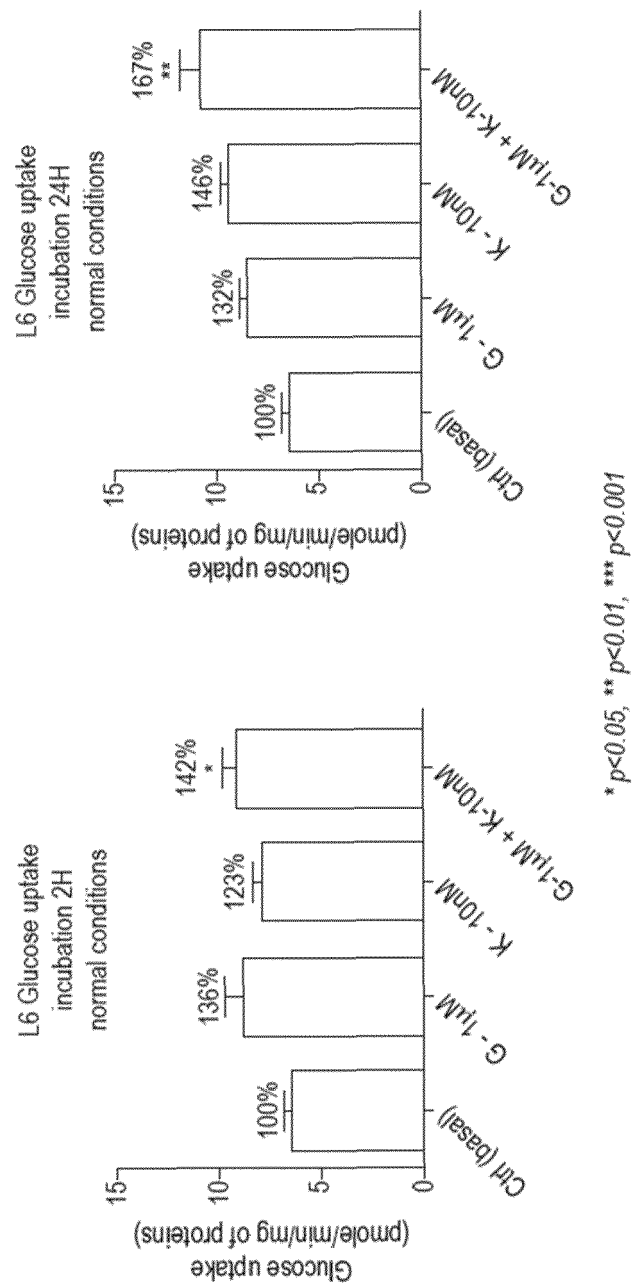 L6 Glucose uptake
incubation 2H
normal conditions
Glucose uptake
(pmole/min/mg of proteins)
15
10
5
0
100%
136%
123%
142%
*
Ctrl (basal)
G - 1µM
K - 10nM
G-1µM + K-10nM
L6 Glucose uptake
incubation 24H
normal conditions
Glucose uptake
(pmole/min/mg of proteins)
15
10
5
0
100%
132%
146%
167%
**
Ctrl (basal)
G - 1µM
K - 10nM
G-1µM + K-10nM
* p<0.05, ** p<0.01, *** p<0.001